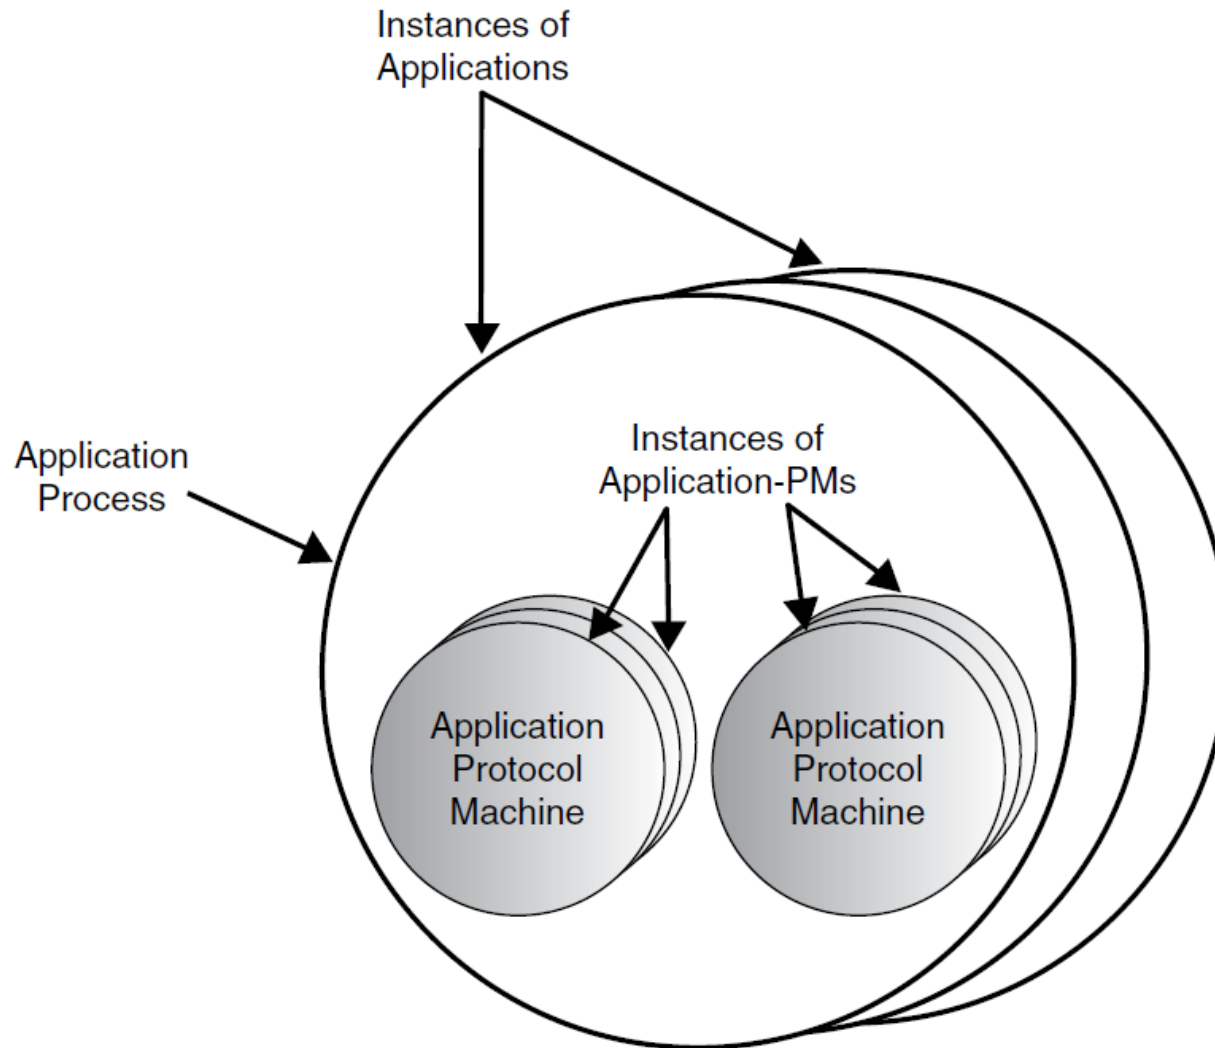 Instances of
Applications
Application
Process
Instances of
Application-PMs
Application
Protocol
Machine
Application
Protocol
Machine